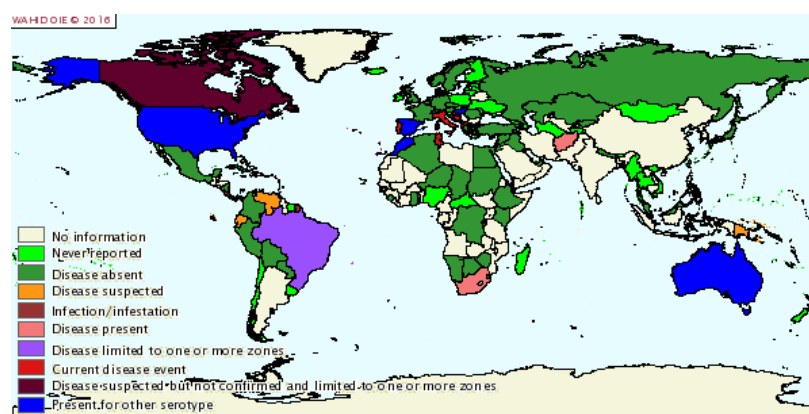 WAHID OIE © 2016
No information
Never reported
Disease absent
Disease suspected
Infection/infestation
Disease present
Disease limited to one or more zones
Current disease event
Disease suspected but not confirmed and limited to one or more zones
Present for other serotype